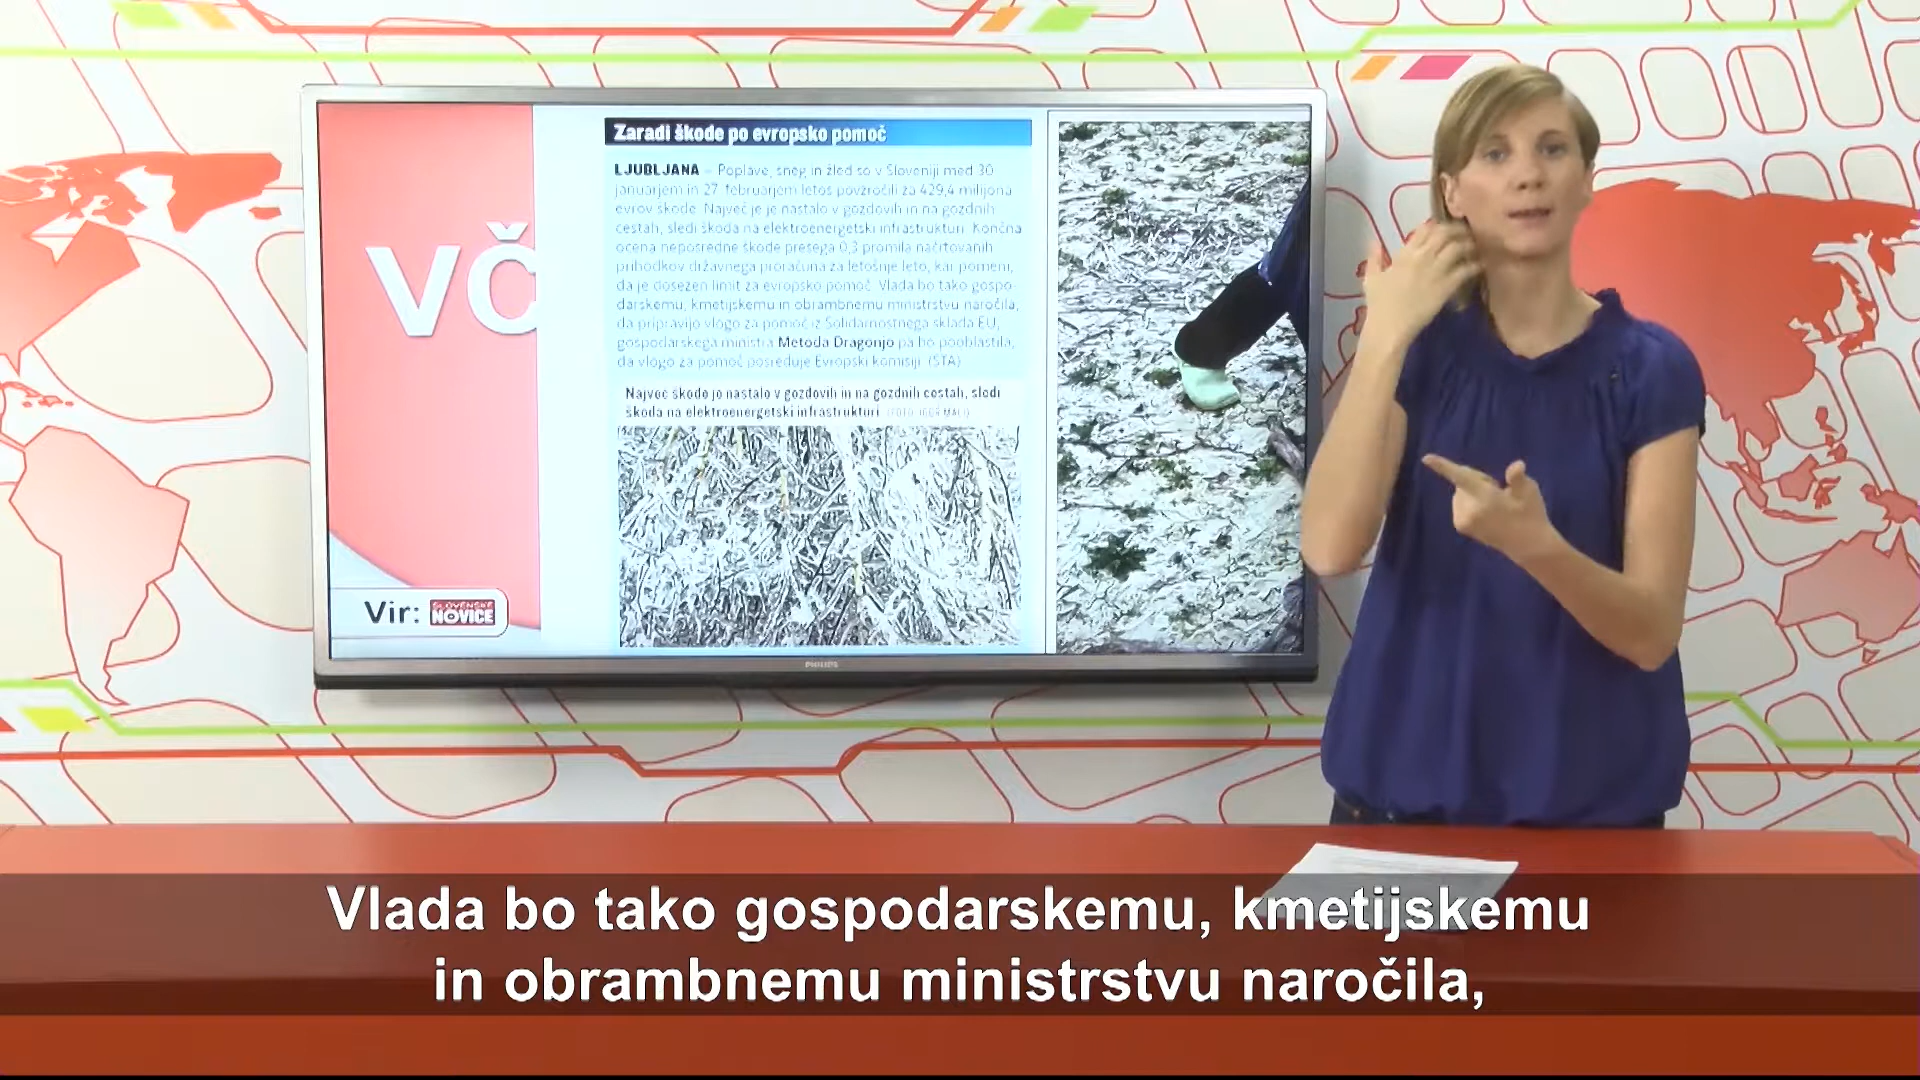 Zaradi škode po evropsko pomoč
LJUBLJANA – Poplave, sneg in žled so v Sloveniji med 30.
januarjem in 27. februarjem letos povzročili za 429,4 milijona
evrov škode. Največ je je nastalo v gozdovih in na gozdnih
cestah, sledi škoda na elektroenergetski infrastrukturi. Končna
ocena neposredne škode presega 0,3 promila načrtovanih
prihodkov državnega proračuna za letošnje leto, kar pomeni,
da je dosežen limit za evropsko pomoč. Vlada bo tako gospo-
darskemu, kmetijskemu in obrambnemu ministrstvu naročila,
da pripravijo vlogo za pomoč iz Solidarnostnega sklada EU,
gospodarskega ministra Metoda Dragonjo pa bo pooblastila,
da vlogo za pomoč posreduje Evropski komisiji. (STA)
Največ škode je nastalo v gozdovih in na gozdnih cestah, sledi
škoda na elektroenergetski infrastrukturi. (FOTO: IGOR MALI)
VČ
Vir: SLOVENSKE
NOVICE
PHILIPS
Vlada bo tako gospodarskemu, kmetijskemu
in obrambnemu ministrstvu naročila,